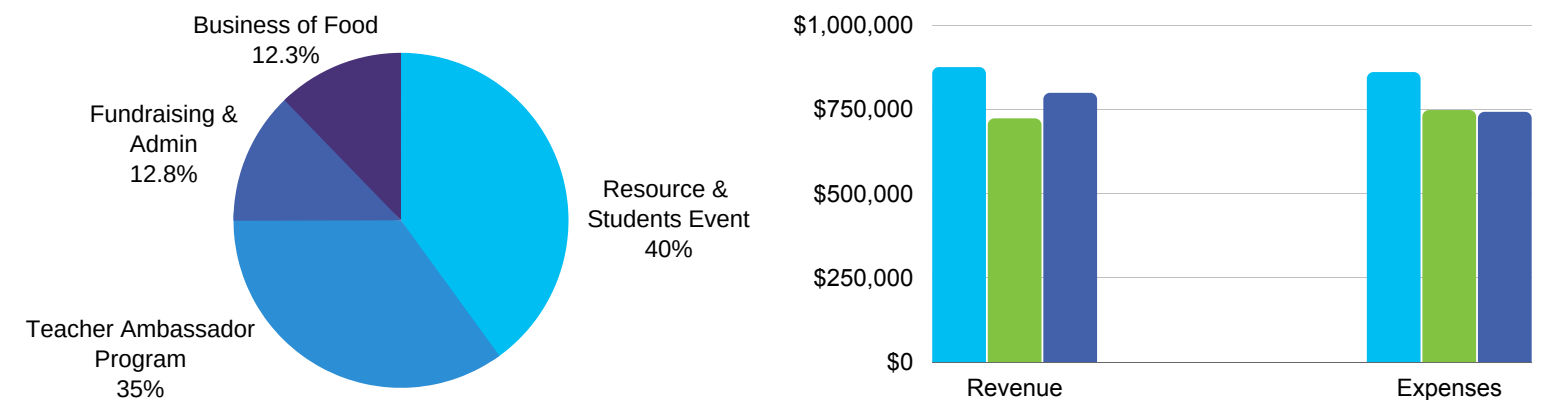 Business of Food
12.3%
Fundraising &
Admin
12.8%
Resource &
Students Event
40%
Teacher Ambassador
Program
35%
$1,000,000
$750,000
$500,000
$250,000
$0
Revenue
Expenses